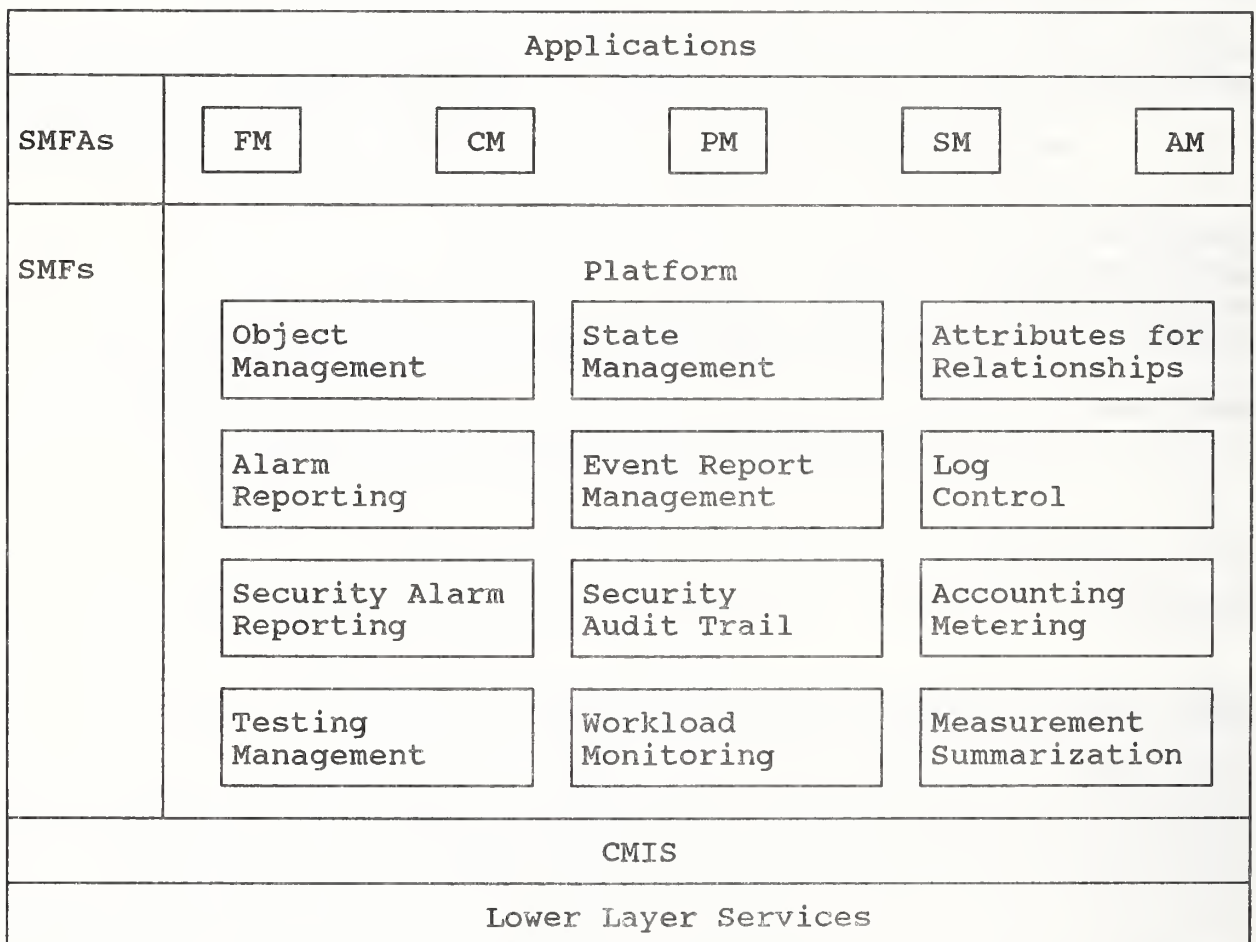 Applications
SMFAs FM CM PM SM AM
SMFs Platform
Object State Attributes for
Management Management Relationships
Alarm Event Report Log
Reporting Management Control
Security Alarm Security Accounting
Reporting Audit Trail Metering
Testing Workload Measurement
Management Monitoring Summarization
CMIS
Lower Layer Services